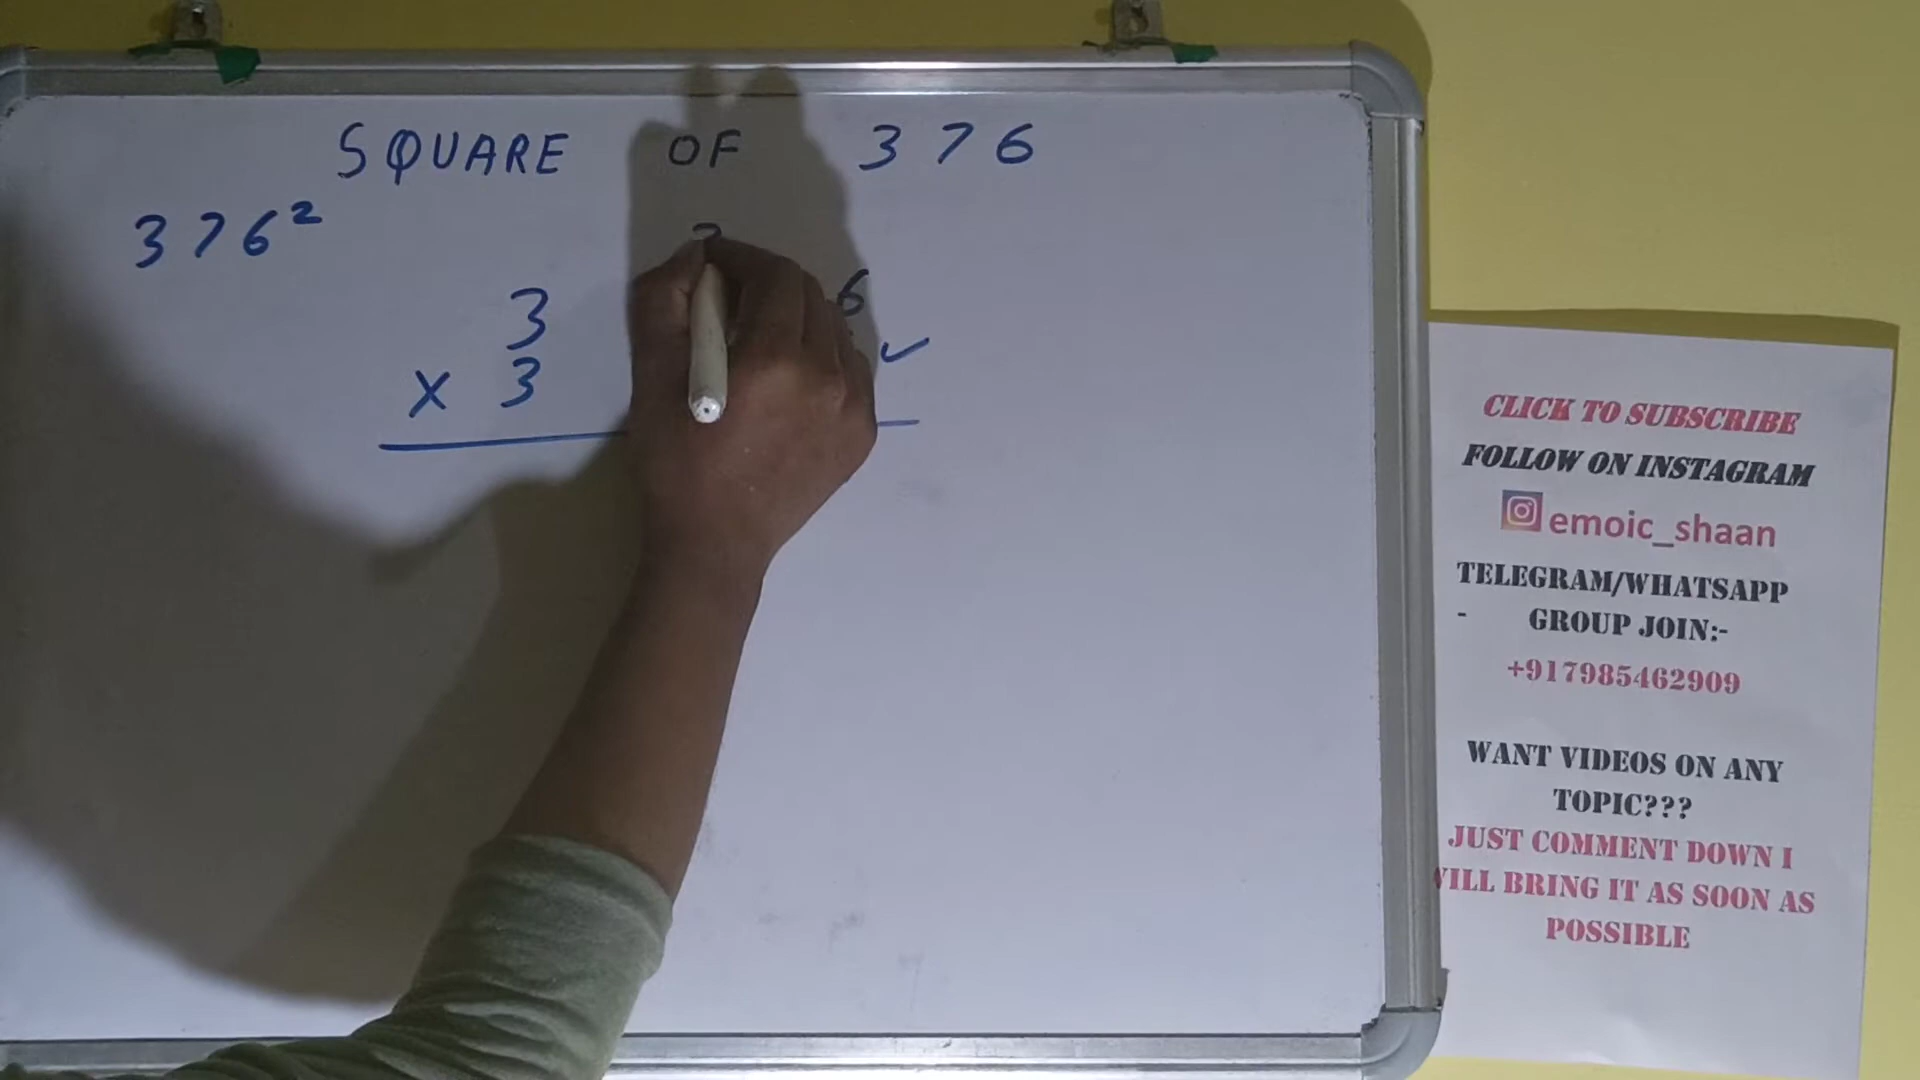 SQUARE OF 376
376²
3 6
x 3
CLICK TO SUBSCRIBE
FOLLOW ON INSTAGRAM
emoic_shaan
TELEGRAM/WHATSAPP
- GROUP JOIN:-
+917985462909
WANT VIDEOS ON ANY
TOPIC???
JUST COMMENT DOWN I
WILL BRING IT AS SOON AS
POSSIBLE